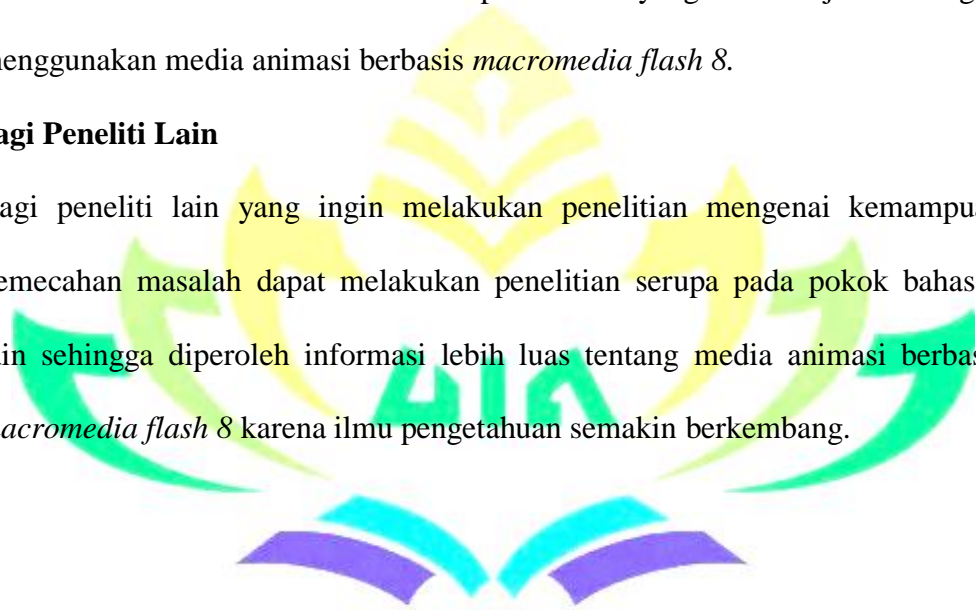 menggunakan media animasi berbasis macromedia flash 8.
agi Peneliti Lain
agi peneliti lain yang ingin melakukan penelitian mengenai kemampua
emecahan masalah dapat melakukan penelitian serupa pada pokok bahas
in sehingga diperoleh informasi lebih luas tentang media animasi berbas
acromedia flash 8 karena ilmu pengetahuan semakin berkembang.